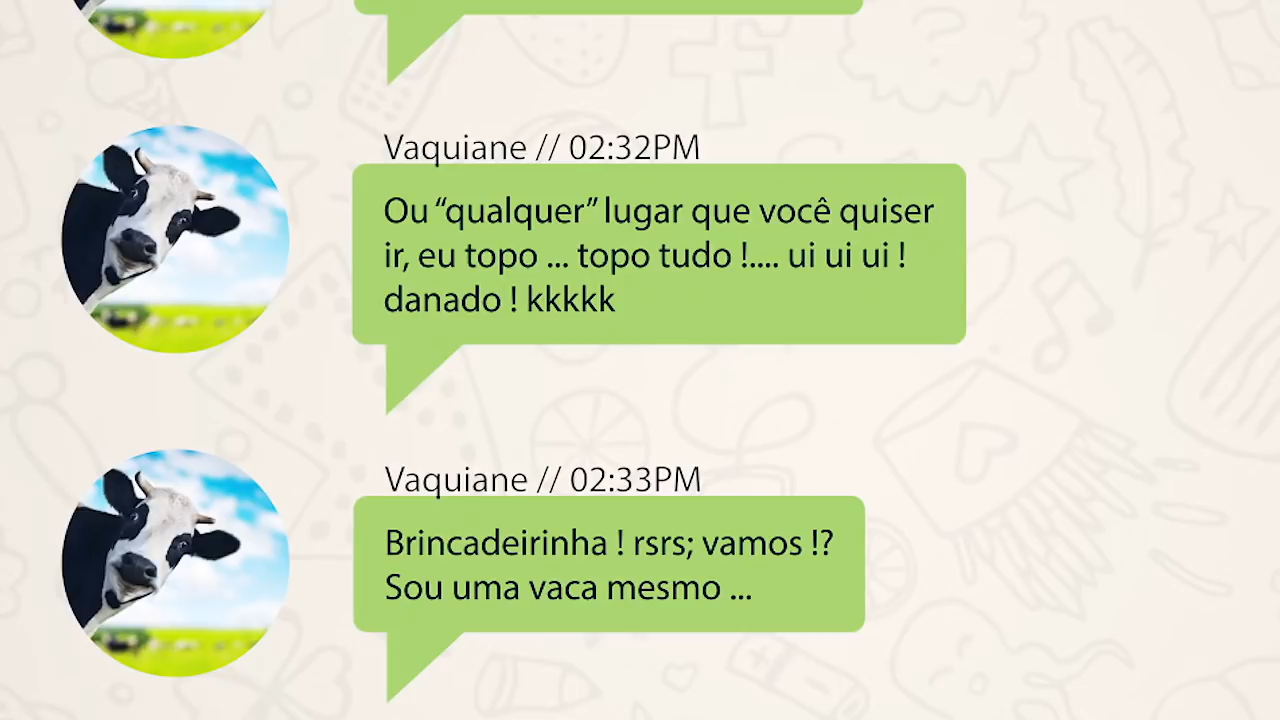 Vaquiane // 02:32PM
Ou “qualquer” lugar que você quiser
ir, eu topo ... topo tudo !.... ui ui ui !
danado ! kkkkk
Vaquiane // 02:33PM
Brincadeirinha ! rsrs; vamos !?
Sou uma vaca mesmo ...